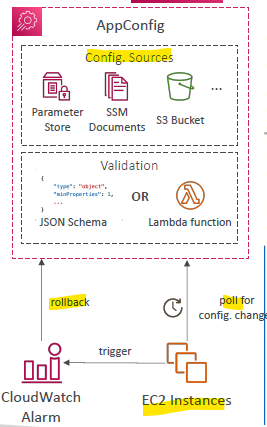 AppConfig
Config. Sources
Parameter
Store
SSM
Documents
S3 Bucket
...
Validation
{
"type": "object",
"minProperties": 1,
...
}
JSON Schema
OR
Lambda function
rollback
poll for
config. change
trigger
CloudWatch
Alarm
EC2 Instances